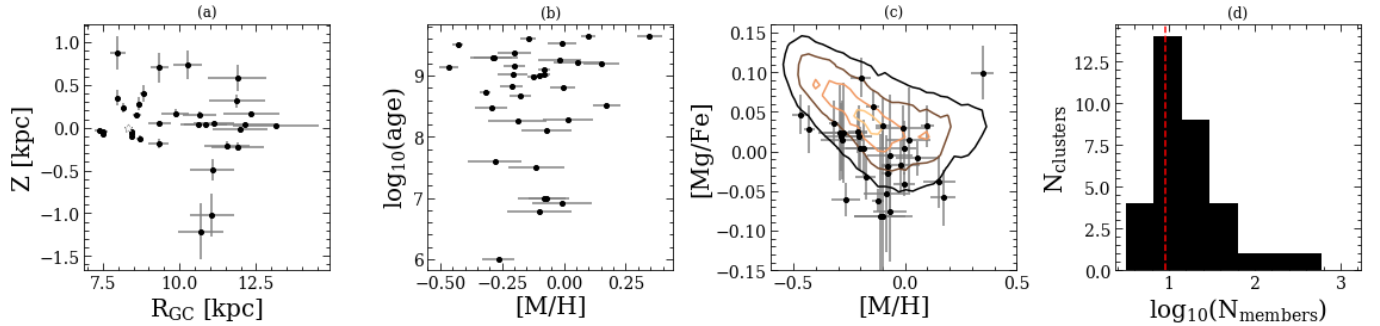 (a)
1.0
0.5
0.0
−0.5
−1.0
−1.5
Z [kpc]
7.5 10.0 12.5
R_GC [kpc]
(b)
9
8
7
6
log₁₀(age)
−0.50 −0.25 0.00 0.25
[M/H]
(c)
0.15
0.10
0.05
0.00
−0.05
−0.10
−0.15
[Mg/Fe]
−0.5 0.0 0.5
[M/H]
(d)
12.5
10.0
7.5
5.0
2.5
0.0
N_clusters
1 2 3
log₁₀(N_members)